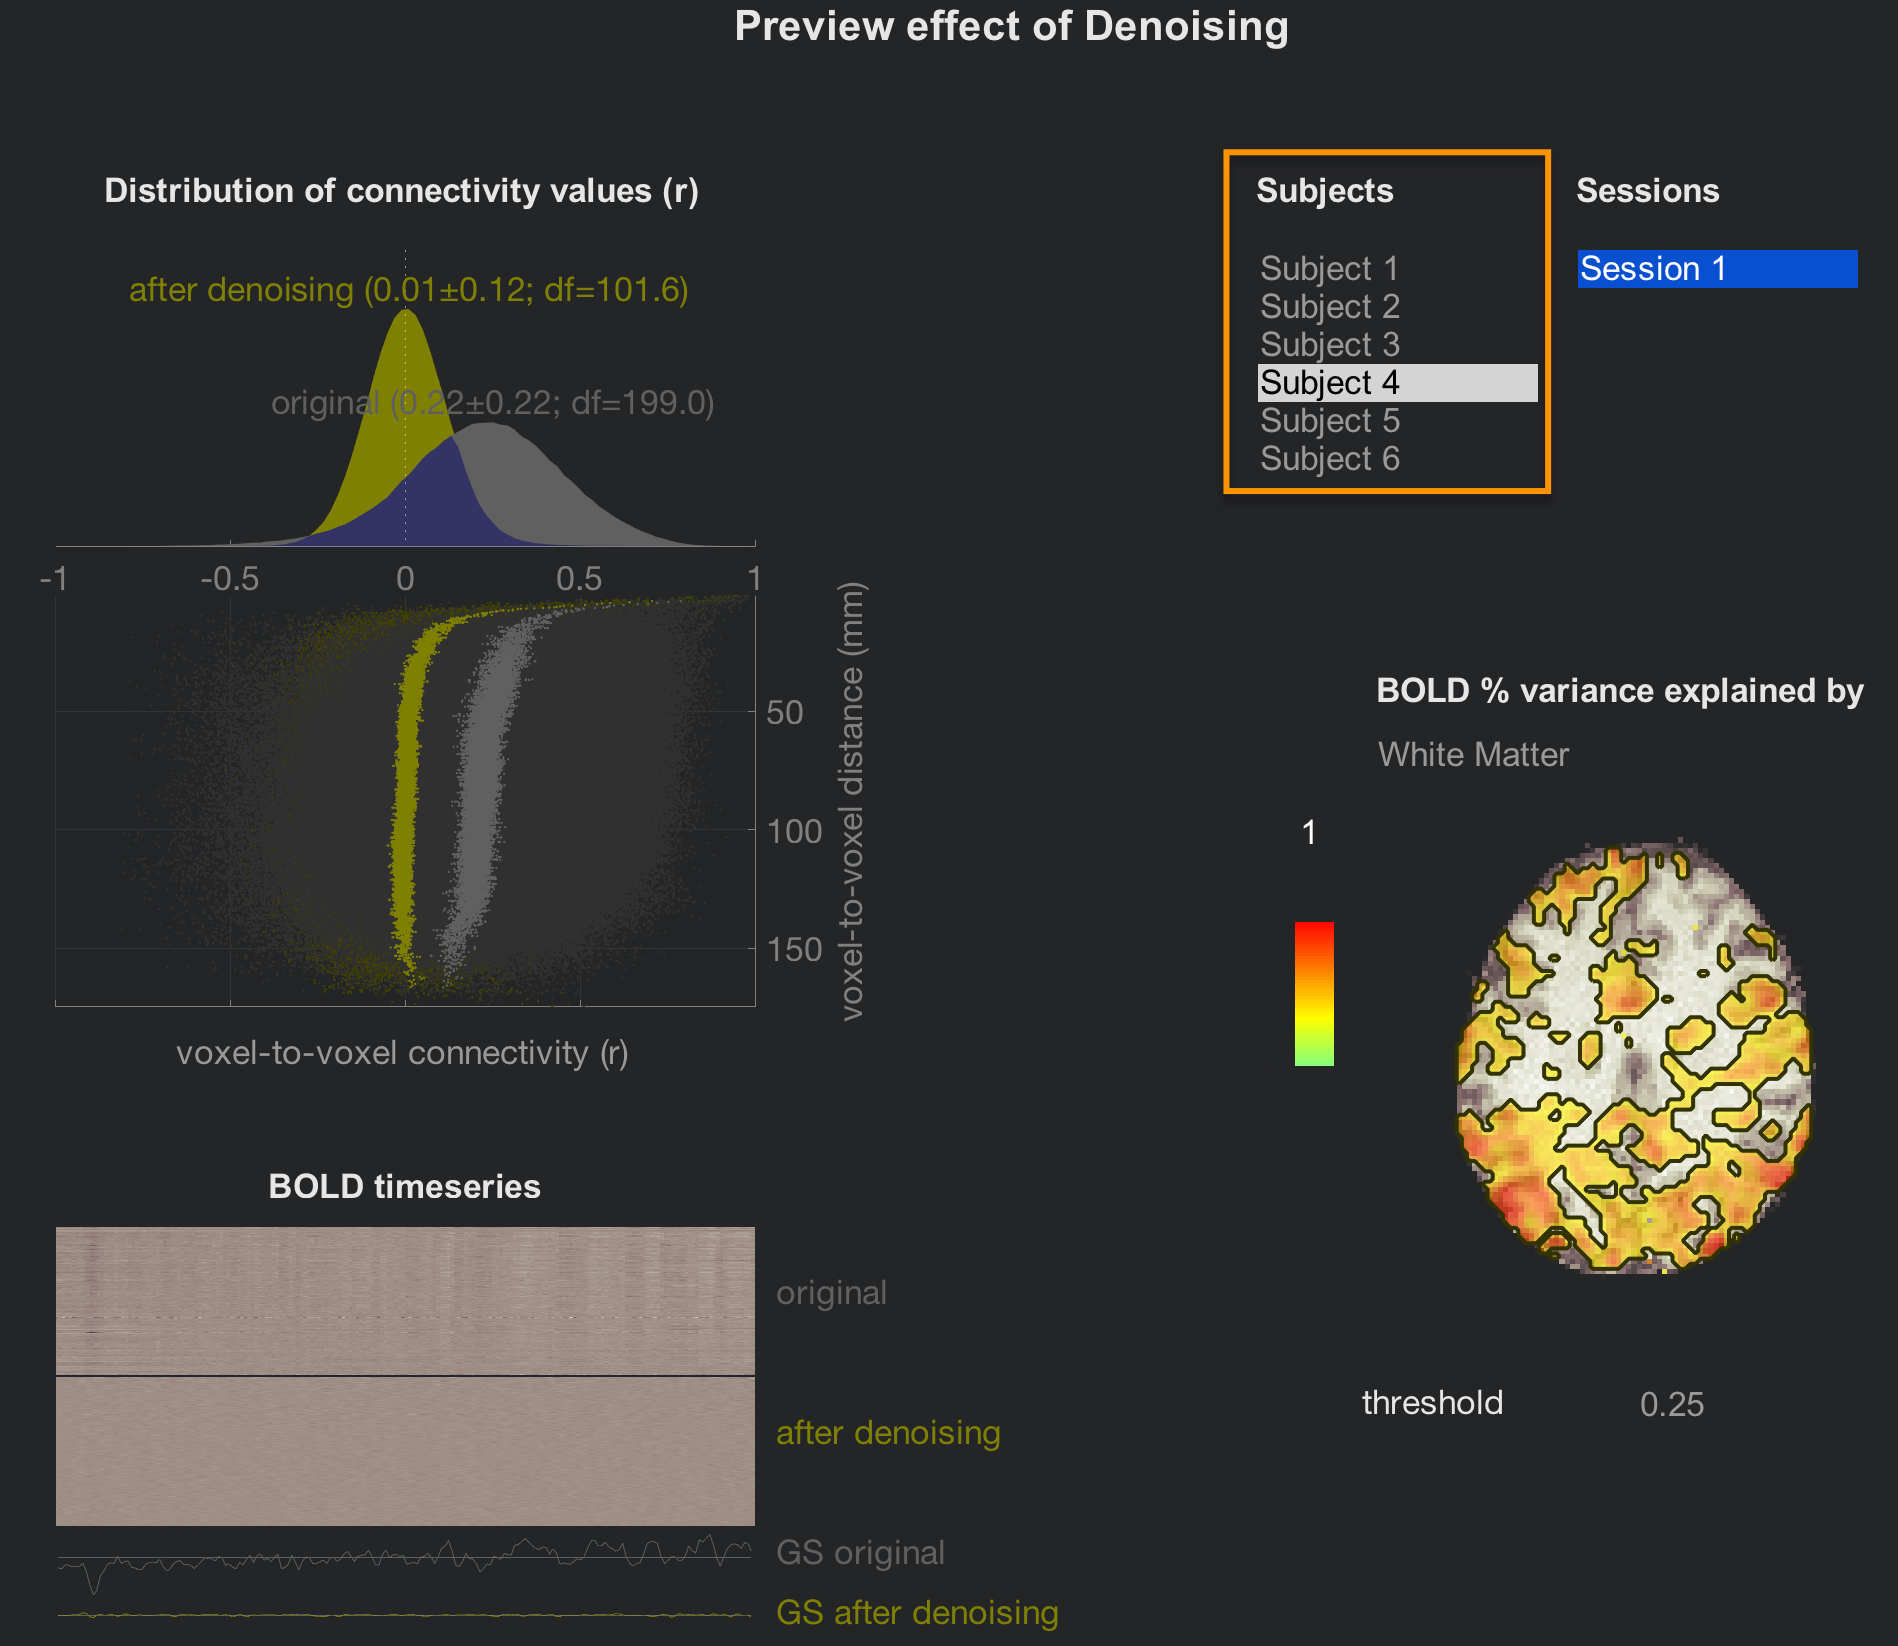 Preview effect of Denoising
Distribution of connectivity values (r)
after denoising (0.01±0.12; df=101.6)
original (0.22±0.22; df=199.0)
-1 -0.5 0 0.5 1
50
100
150
voxel-to-voxel distance (mm)
voxel-to-voxel connectivity (r)
BOLD timeseries
original
after denoising
GS original
GS after denoising
Subjects
Subject 1
Subject 2
Subject 3
Subject 4
Subject 5
Subject 6
Sessions
Session 1
BOLD % variance explained by
White Matter
1
threshold 0.25